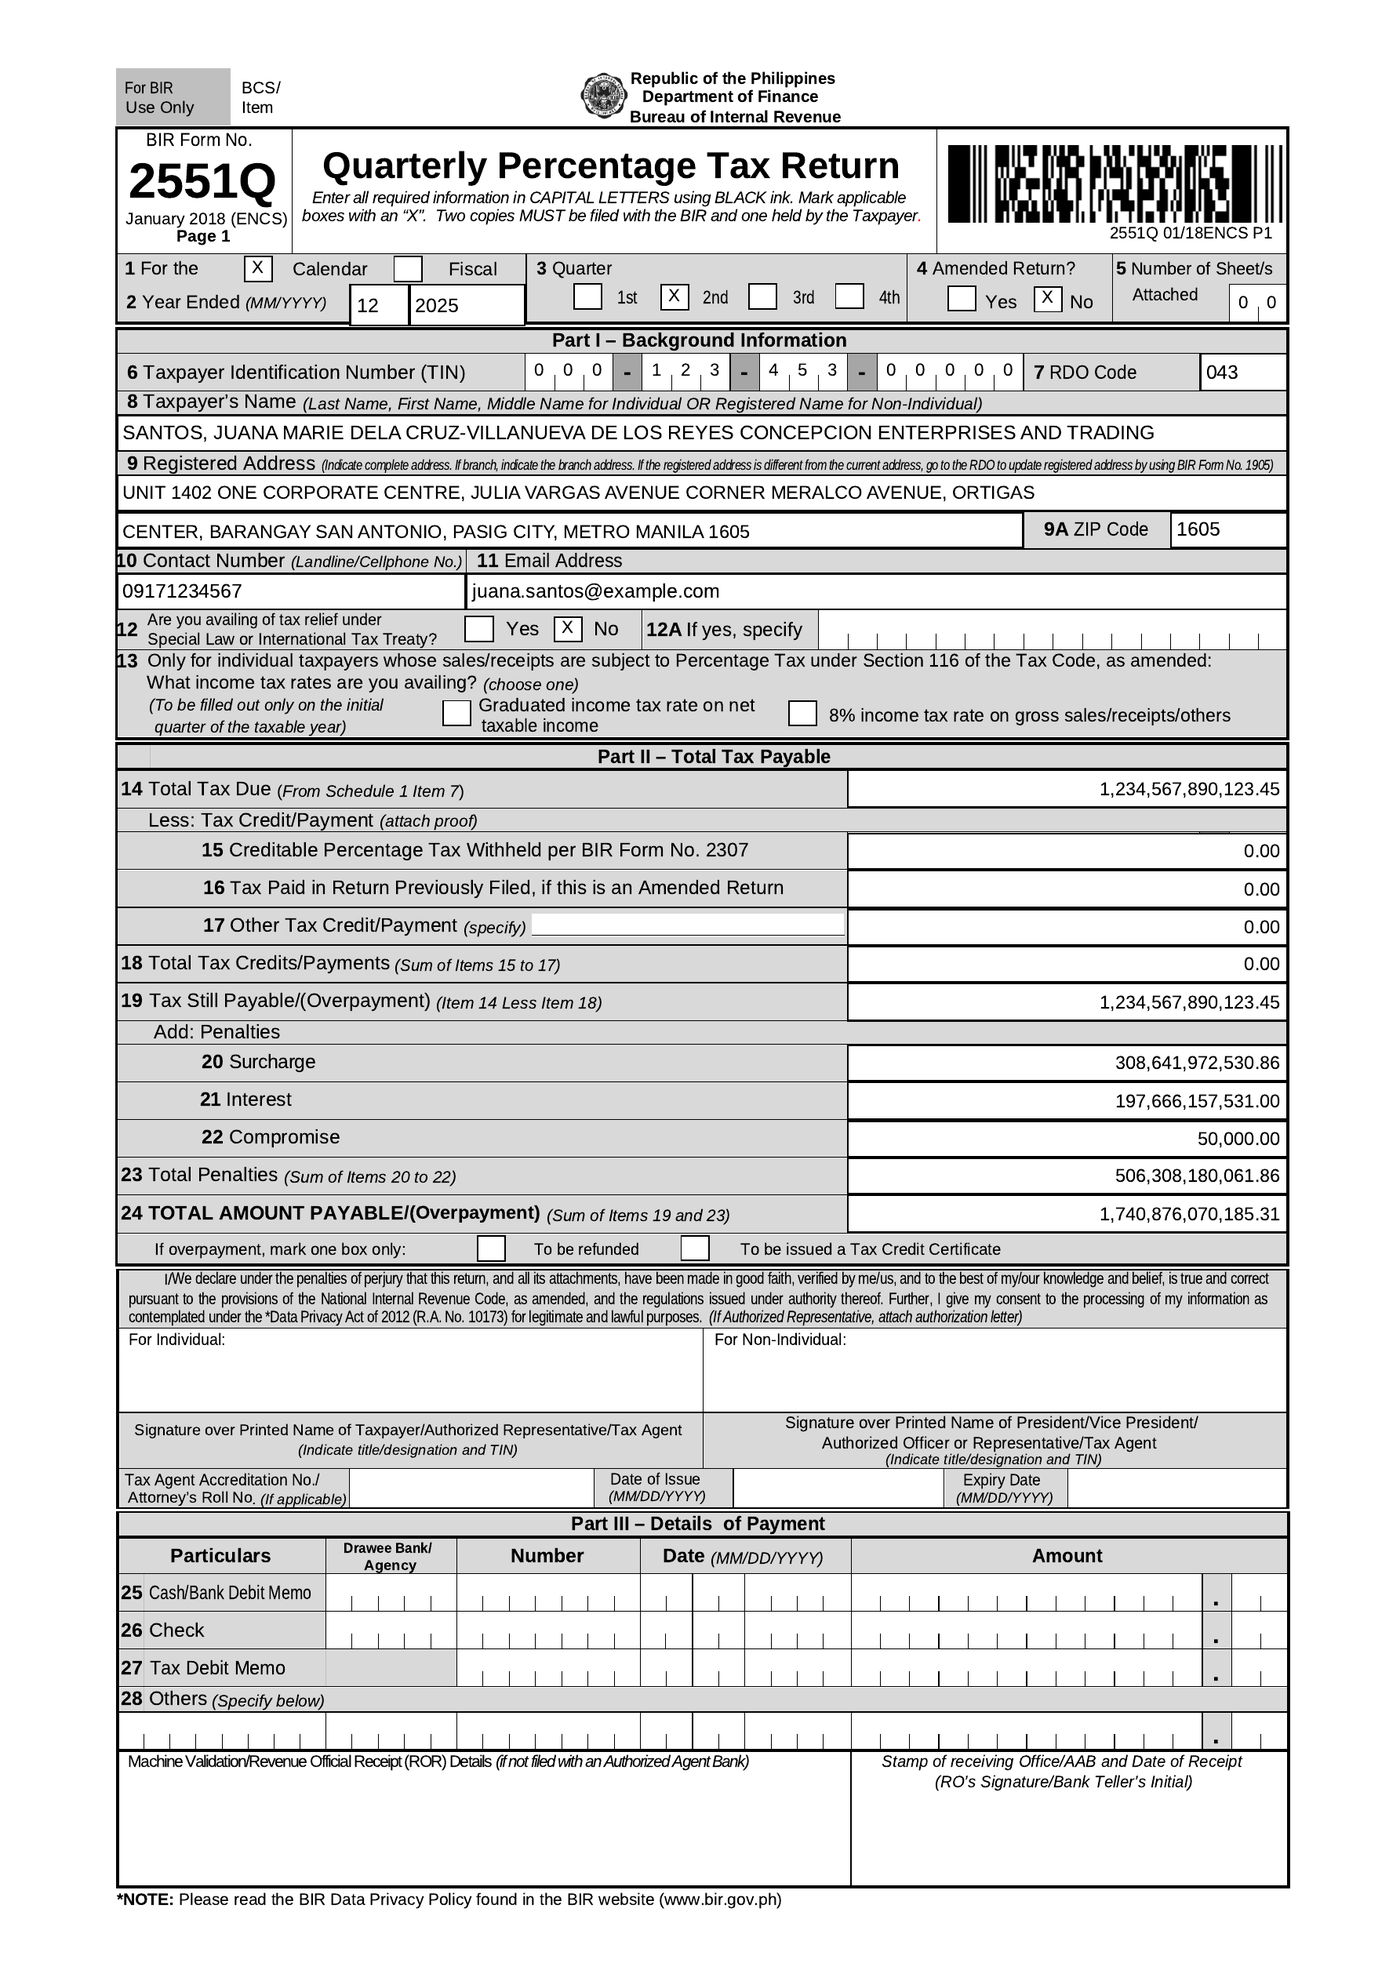 For BIR Use Only
BCS/ Item
Republic of the Philippines
Department of Finance
Bureau of Internal Revenue
BIR Form No.
2551Q
January 2018 (ENCS)
Page 1
Quarterly Percentage Tax Return
Enter all required information in CAPITAL LETTERS using BLACK ink. Mark applicable
boxes with an “X”. Two copies MUST be filed with the BIR and one held by the Taxpayer.
2551Q 01/18ENCS P1
1 For the X Calendar Fiscal
2 Year Ended (MM/YYYY) 12 2025
3 Quarter
1st X 2nd 3rd 4th
4 Amended Return?
Yes X No
5 Number of Sheet/s
Attached 0 0
Part I – Background Information
6 Taxpayer Identification Number (TIN) 0 0 0 - 1 2 3 - 4 5 3 - 0 0 0 0 0 7 RDO Code 043
8 Taxpayer’s Name (Last Name, First Name, Middle Name for Individual OR Registered Name for Non-Individual)
SANTOS, JUANA MARIE DELA CRUZ-VILLANUEVA DE LOS REYES CONCEPCION ENTERPRISES AND TRADING
9 Registered Address (Indicate complete address. If branch, indicate the branch address. If the registered address is different from the current address, go to the RDO to update registered address by using BIR Form No. 1905)
UNIT 1402 ONE CORPORATE CENTRE, JULIA VARGAS AVENUE CORNER MERALCO AVENUE, ORTIGAS
CENTER, BARANGAY SAN ANTONIO, PASIG CITY, METRO MANILA 1605 9A ZIP Code 1605
10 Contact Number (Landline/Cellphone No.) 11 Email Address
09171234567 juana.santos@example.com
12 Are you availing of tax relief under
Special Law or International Tax Treaty? Yes X No 12A If yes, specify
13 Only for individual taxpayers whose sales/receipts are subject to Percentage Tax under Section 116 of the Tax Code, as amended:
What income tax rates are you availing? (choose one)
(To be filled out only on the initial
quarter of the taxable year)
Graduated income tax rate on net
taxable income
8% income tax rate on gross sales/receipts/others
Part II – Total Tax Payable
14 Total Tax Due (From Schedule 1 Item 7) 1,234,567,890,123.45
Less: Tax Credit/Payment (attach proof)
15 Creditable Percentage Tax Withheld per BIR Form No. 2307 0.00
16 Tax Paid in Return Previously Filed, if this is an Amended Return 0.00
17 Other Tax Credit/Payment (specify) 0.00
18 Total Tax Credits/Payments (Sum of Items 15 to 17) 0.00
19 Tax Still Payable/(Overpayment) (Item 14 Less Item 18) 1,234,567,890,123.45
Add: Penalties
20 Surcharge 308,641,972,530.86
21 Interest 197,666,157,531.00
22 Compromise 50,000.00
23 Total Penalties (Sum of Items 20 to 22) 506,308,180,061.86
24 TOTAL AMOUNT PAYABLE/(Overpayment) (Sum of Items 19 and 23) 1,740,876,070,185.31
If overpayment, mark one box only: To be refunded To be issued a Tax Credit Certificate
I/We declare under the penalties of perjury that this return, and all its attachments, have been made in good faith, verified by me/us, and to the best of my/our knowledge and belief, is true and correct
pursuant to the provisions of the National Internal Revenue Code, as amended, and the regulations issued under authority thereof. Further, I give my consent to the processing of my information as
contemplated under the *Data Privacy Act of 2012 (R.A. No. 10173) for legitimate and lawful purposes. (If Authorized Representative, attach authorization letter)
For Individual: For Non-Individual:
Signature over Printed Name of Taxpayer/Authorized Representative/Tax Agent
(Indicate title/designation and TIN)
Signature over Printed Name of President/Vice President/
Authorized Officer or Representative/Tax Agent
(Indicate title/designation and TIN)
Tax Agent Accreditation No./
Attorney’s Roll No. (If applicable)
Date of Issue
(MM/DD/YYYY)
Expiry Date
(MM/DD/YYYY)
Part III – Details of Payment
Particulars Drawee Bank/ Agency Number Date (MM/DD/YYYY) Amount
25 Cash/Bank Debit Memo .
26 Check .
27 Tax Debit Memo .
28 Others (Specify below)
.
Machine Validation/Revenue Official Receipt (ROR) Details (if not filed with an Authorized Agent Bank)
Stamp of receiving Office/AAB and Date of Receipt
(RO’s Signature/Bank Teller’s Initial)
*NOTE: Please read the BIR Data Privacy Policy found in the BIR website (www.bir.gov.ph)